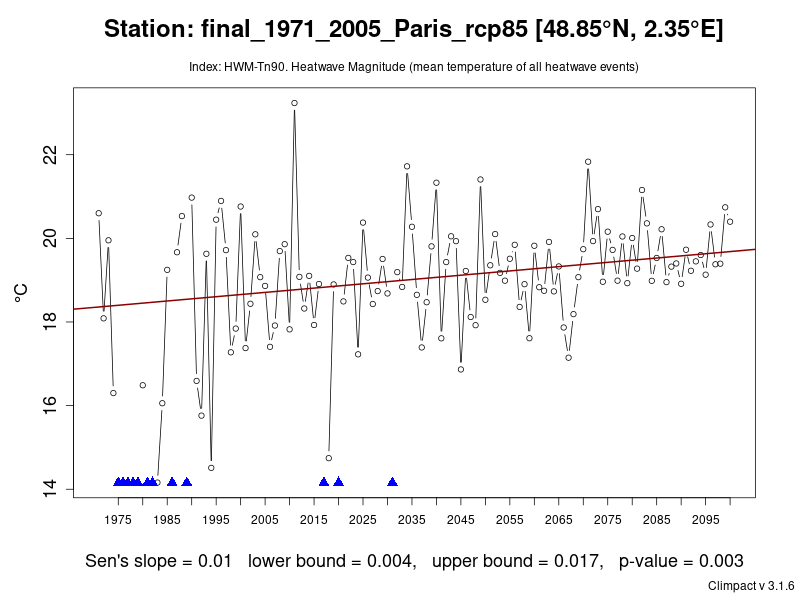 Station: final_1971_2005_Paris_rcp85 [48.85°N, 2.35°E]
Index: HWM-Tn90. Heatwave Magnitude (mean temperature of all heatwave events)
°C
22
20
18
16
14
1975 1985 1995 2005 2015 2025 2035 2045 2055 2065 2075 2085 2095
Sen's slope = 0.01 lower bound = 0.004, upper bound = 0.017, p-value = 0.003
Climpact v 3.1.6